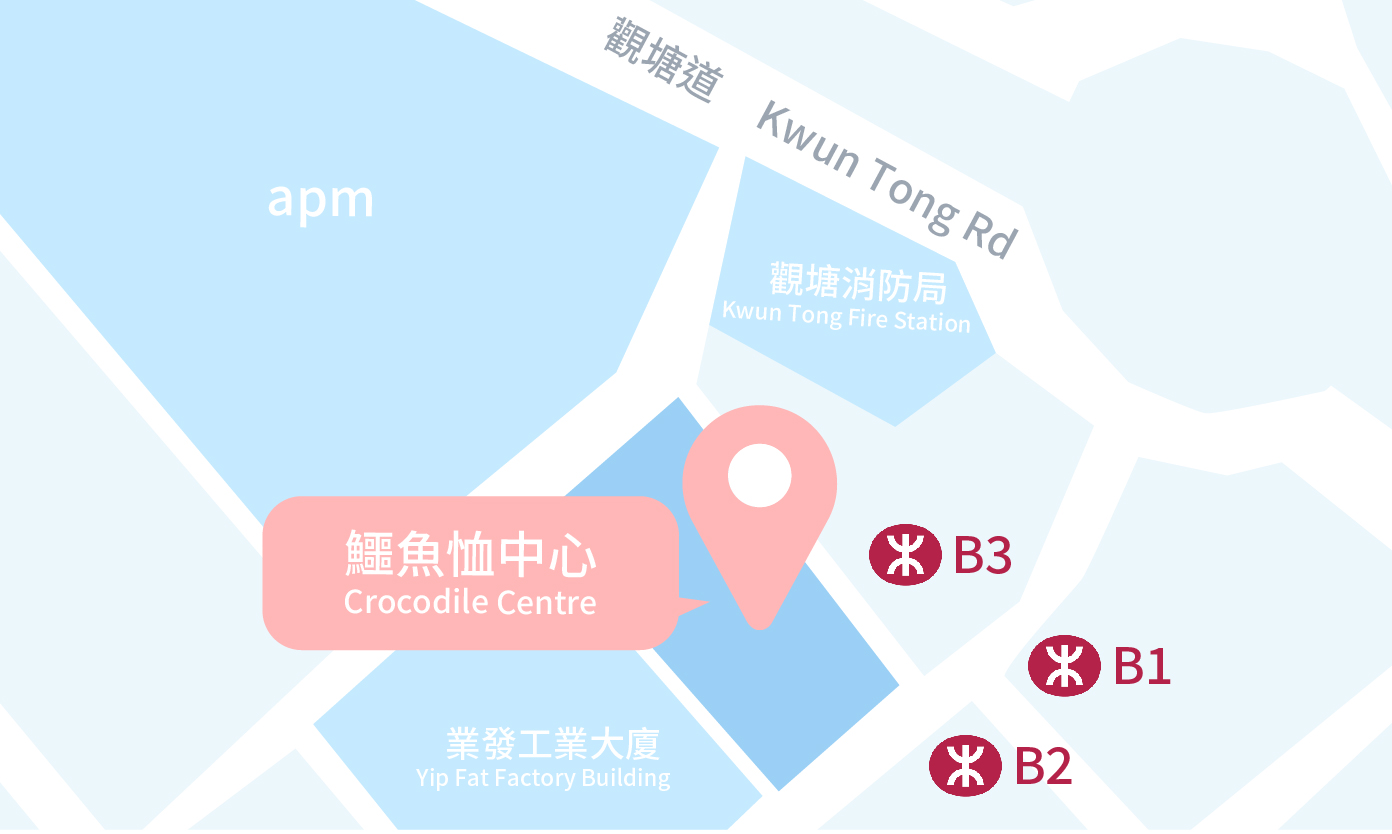 觀塘道 Kwun Tong Rd
apm
觀塘消防局
Kwun Tong Fire Station
鱷魚恤中心
Crocodile Centre
B3
B1
業發工業大廈
Yip Fat Factory Building
B2